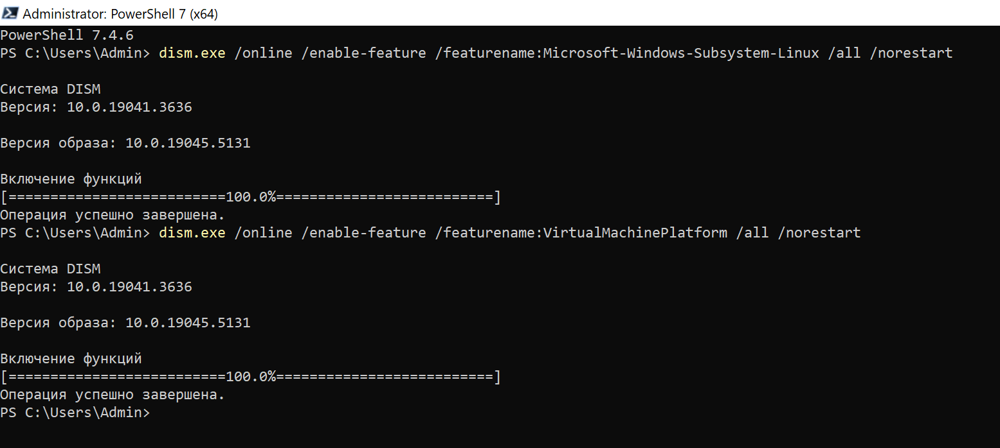 Administrator: PowerShell 7 (x64)
PowerShell 7.4.6
PS C:\Users\Admin> dism.exe /online /enable-feature /featurename:Microsoft-Windows-Subsystem-Linux /all /norestart
Cистема DISM
Версия: 10.0.19041.3636
Версия образа: 10.0.19045.5131
Включение функций
[==========================100.0%==========================]
Операция успешно завершена.
PS C:\Users\Admin> dism.exe /online /enable-feature /featurename:VirtualMachinePlatform /all /norestart
Cистема DISM
Версия: 10.0.19041.3636
Версия образа: 10.0.19045.5131
Включение функций
[==========================100.0%==========================]
Операция успешно завершена.
PS C:\Users\Admin>